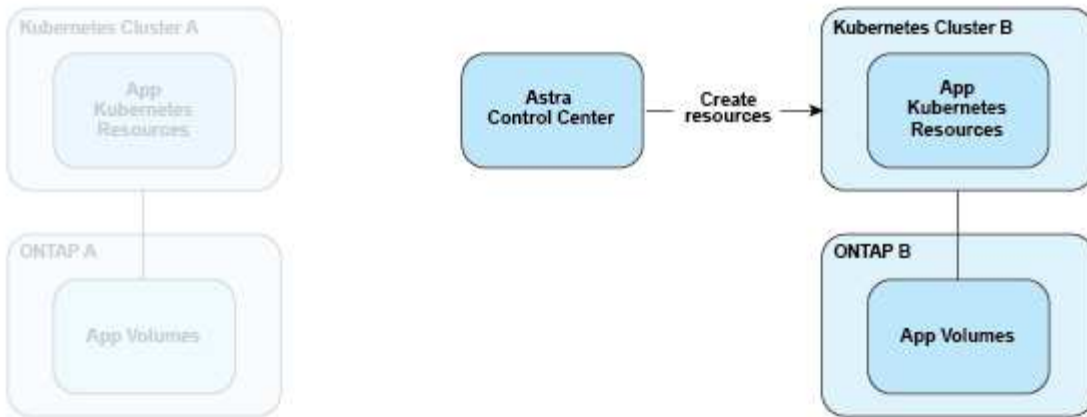 Kubernetes Cluster A
App
Kubernetes
Resources
ONTAP A
App Volumes
Astra
Control Center
Create
resources
Kubernetes Cluster B
App
Kubernetes
Resources
ONTAP B
App Volumes